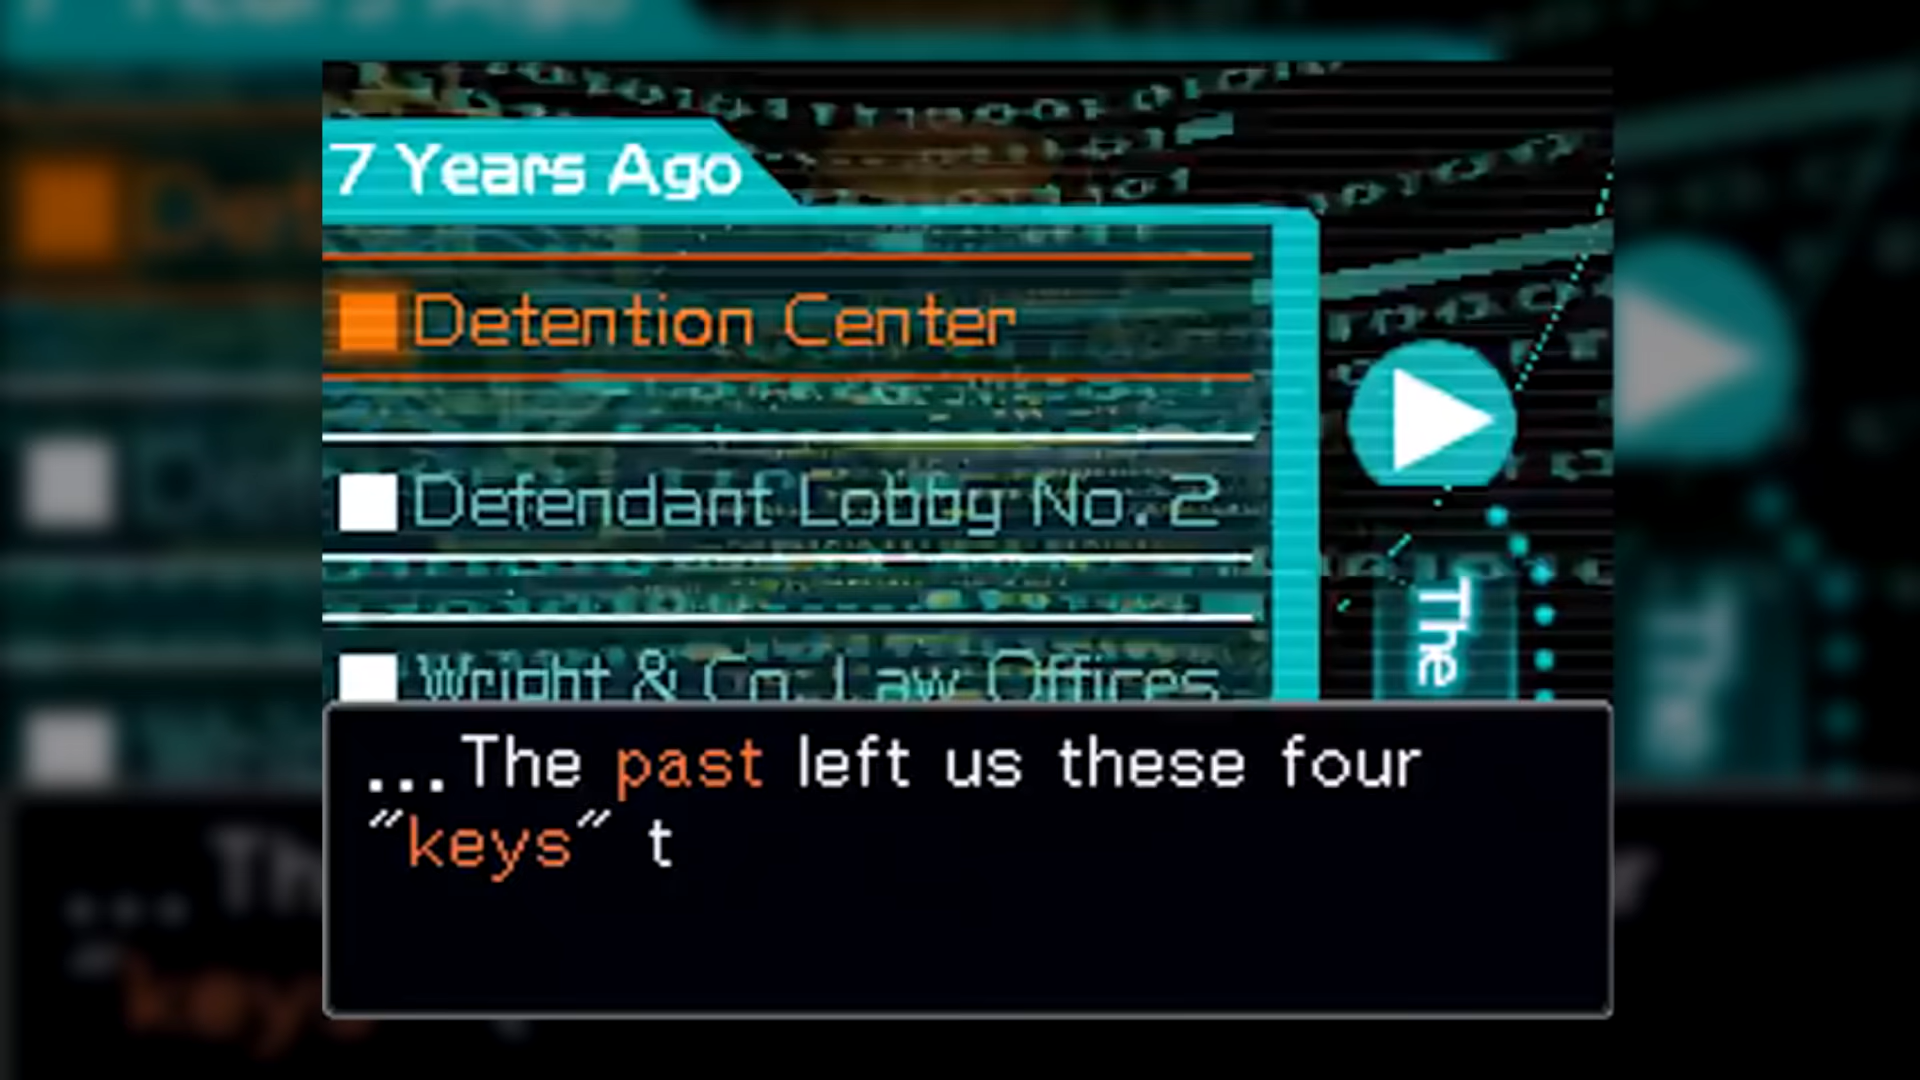 7 Years Ago
Detention Center
Defendant Lobby No. 2
Wright & Co. Law Offices
The
...The past left us these four
"keys" t